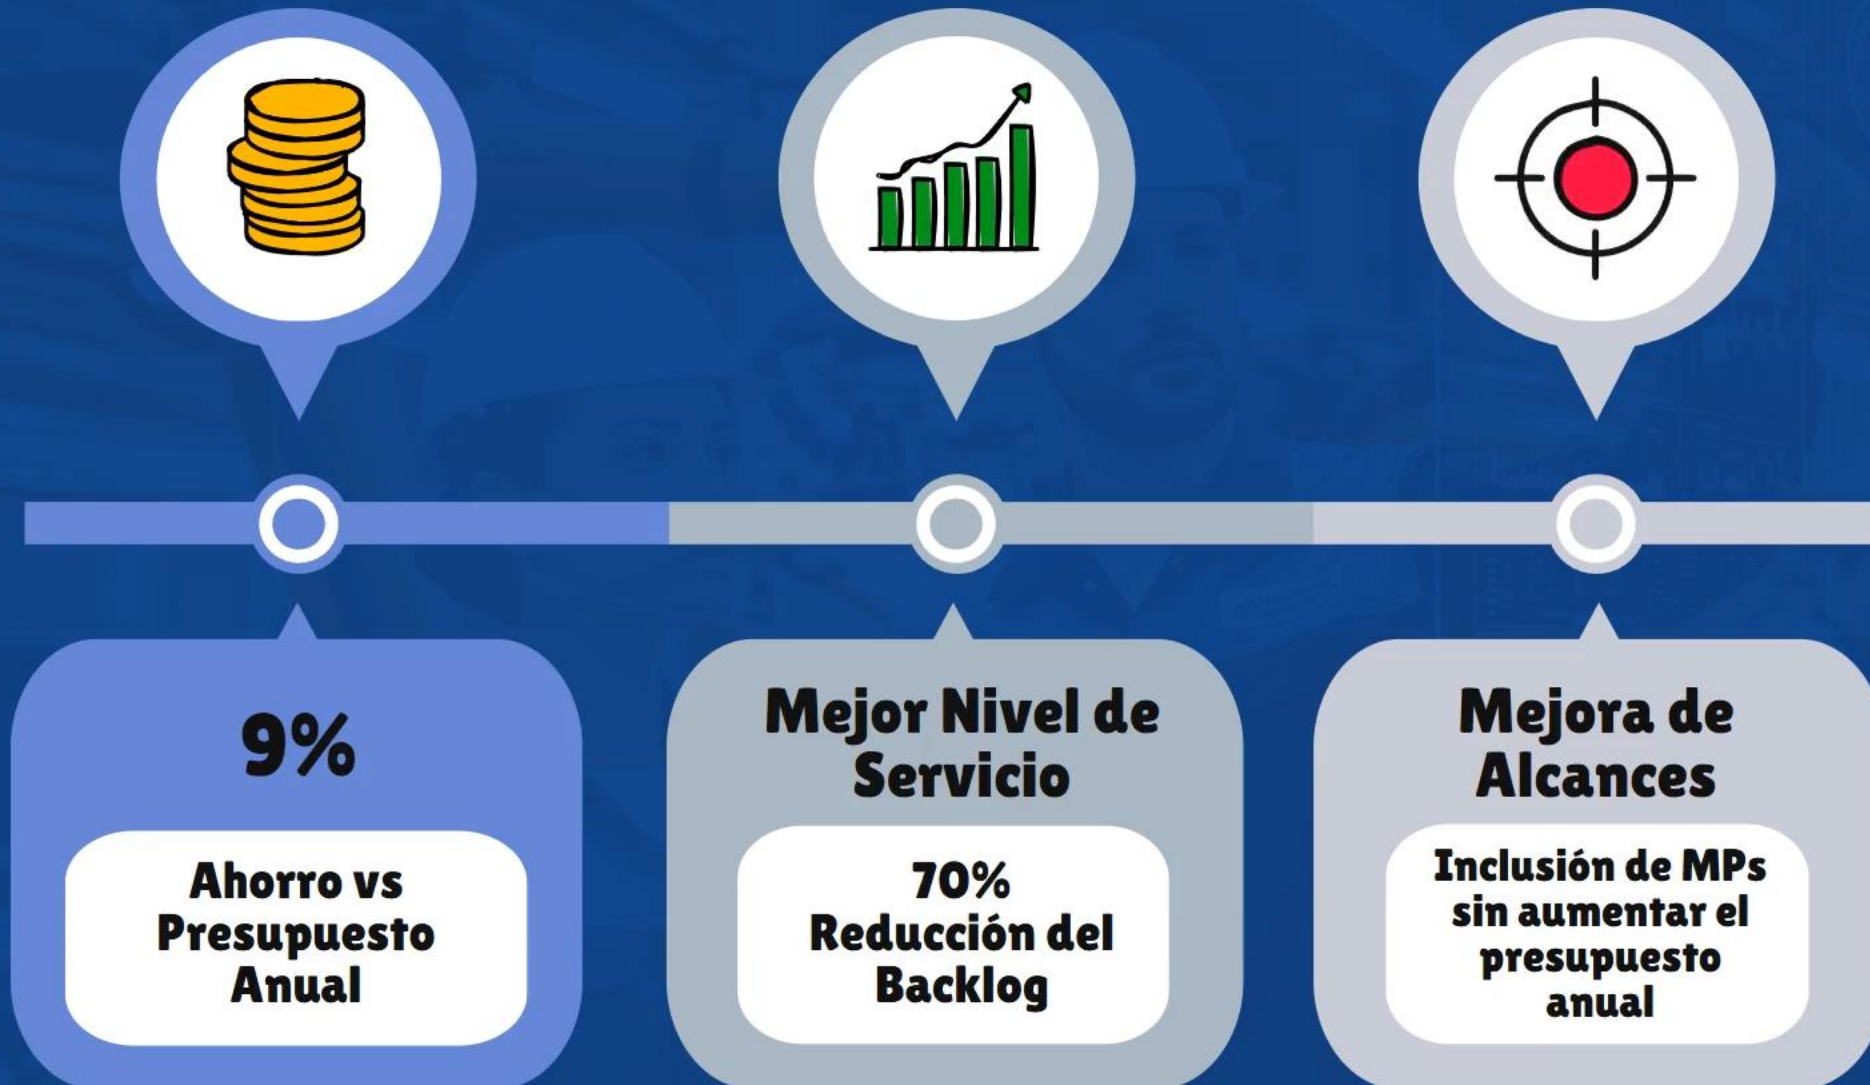 9%
Ahorro vs
Presupuesto
Anual
Mejor Nivel de
Servicio
70%
Reducción del
Backlog
Mejora de
Alcances
Inclusión de MPs
sin aumentar el
presupuesto
anual